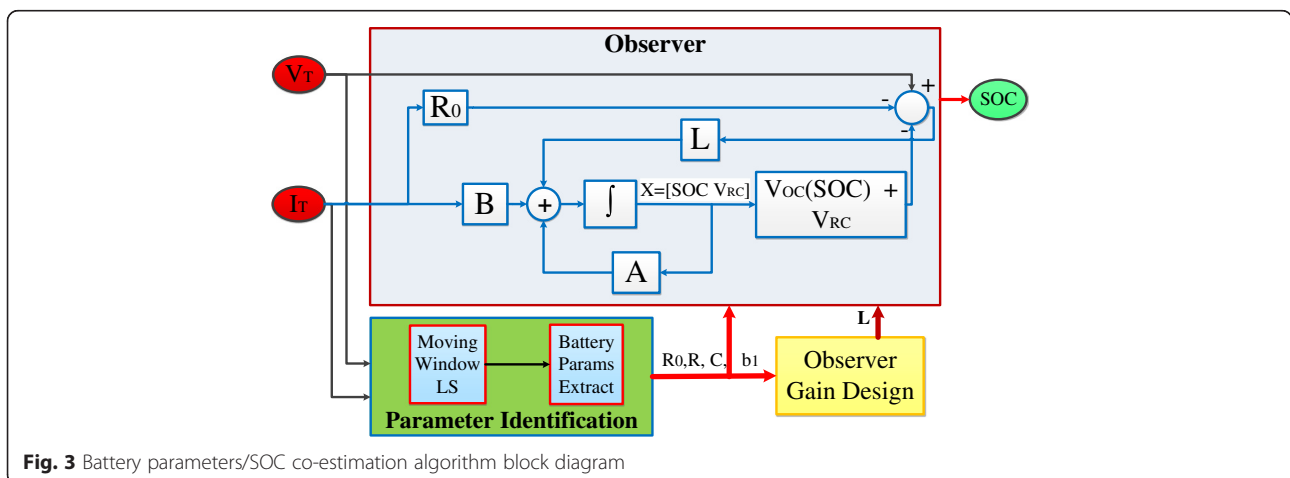 Observer
VT
+
SOC
-
R0
-
L
X=[SOC VRC]
IT
B
+
∫
VOC(SOC) +
VRC
A
L
Moving
Window
LS
Battery
Params
Extract
R0,R, C, b1
Observer
Gain Design
Parameter Identification
Fig. 3 Battery parameters/SOC co-estimation algorithm block diagram